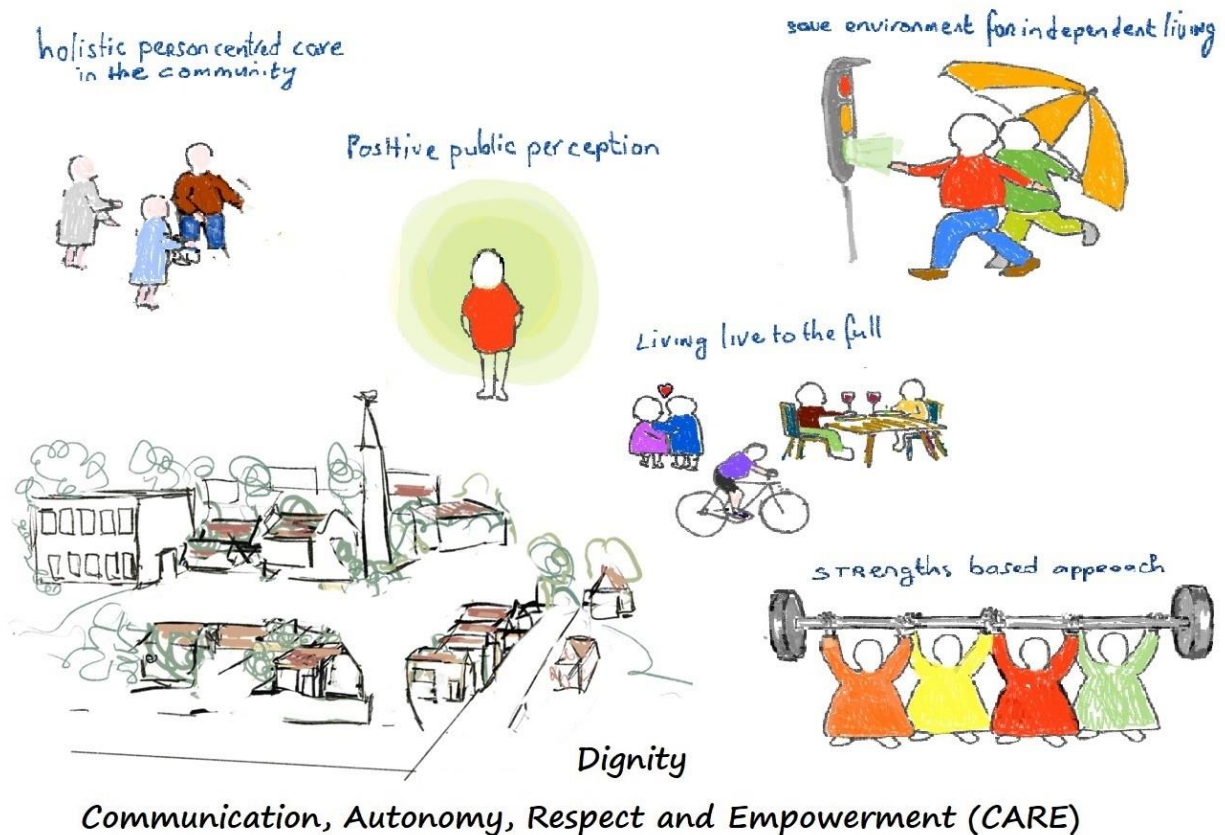 holistic person centred care
in the community
save environment for independent living
Positive public perception
Living live to the full
STRengths based approach
Dignity
Communication, Autonomy, Respect and Empowerment (CARE)